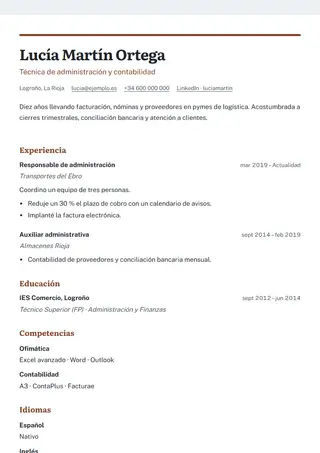 Lucía Martín Ortega
Técnica de administración y contabilidad
Logroño, La Rioja lucia@ejemplo.es +34 600 000 000 LinkedIn · luciamartin
Diez años llevando facturación, nóminas y proveedores en pymes de logística. Acostumbrada a
cierres trimestrales, conciliación bancaria y atención a clientes.
Experiencia
Responsable de administración mar 2019 – Actualidad
Transportes del Ebro
Coordino un equipo de tres personas.
• Reduje un 30 % el plazo de cobro con un calendario de avisos.
• Implanté la factura electrónica.
Auxiliar administrativa sept 2014 – feb 2019
Almacenes Rioja
• Contabilidad de proveedores y conciliación bancaria mensual.
Educación
IES Comercio, Logroño sept 2012 – jun 2014
Técnico Superior (FP) · Administración y Finanzas
Competencias
Ofimática
Excel avanzado · Word · Outlook
Contabilidad
A3 · ContaPlus · Facturae
Idiomas
Español
Nativo
Inglés